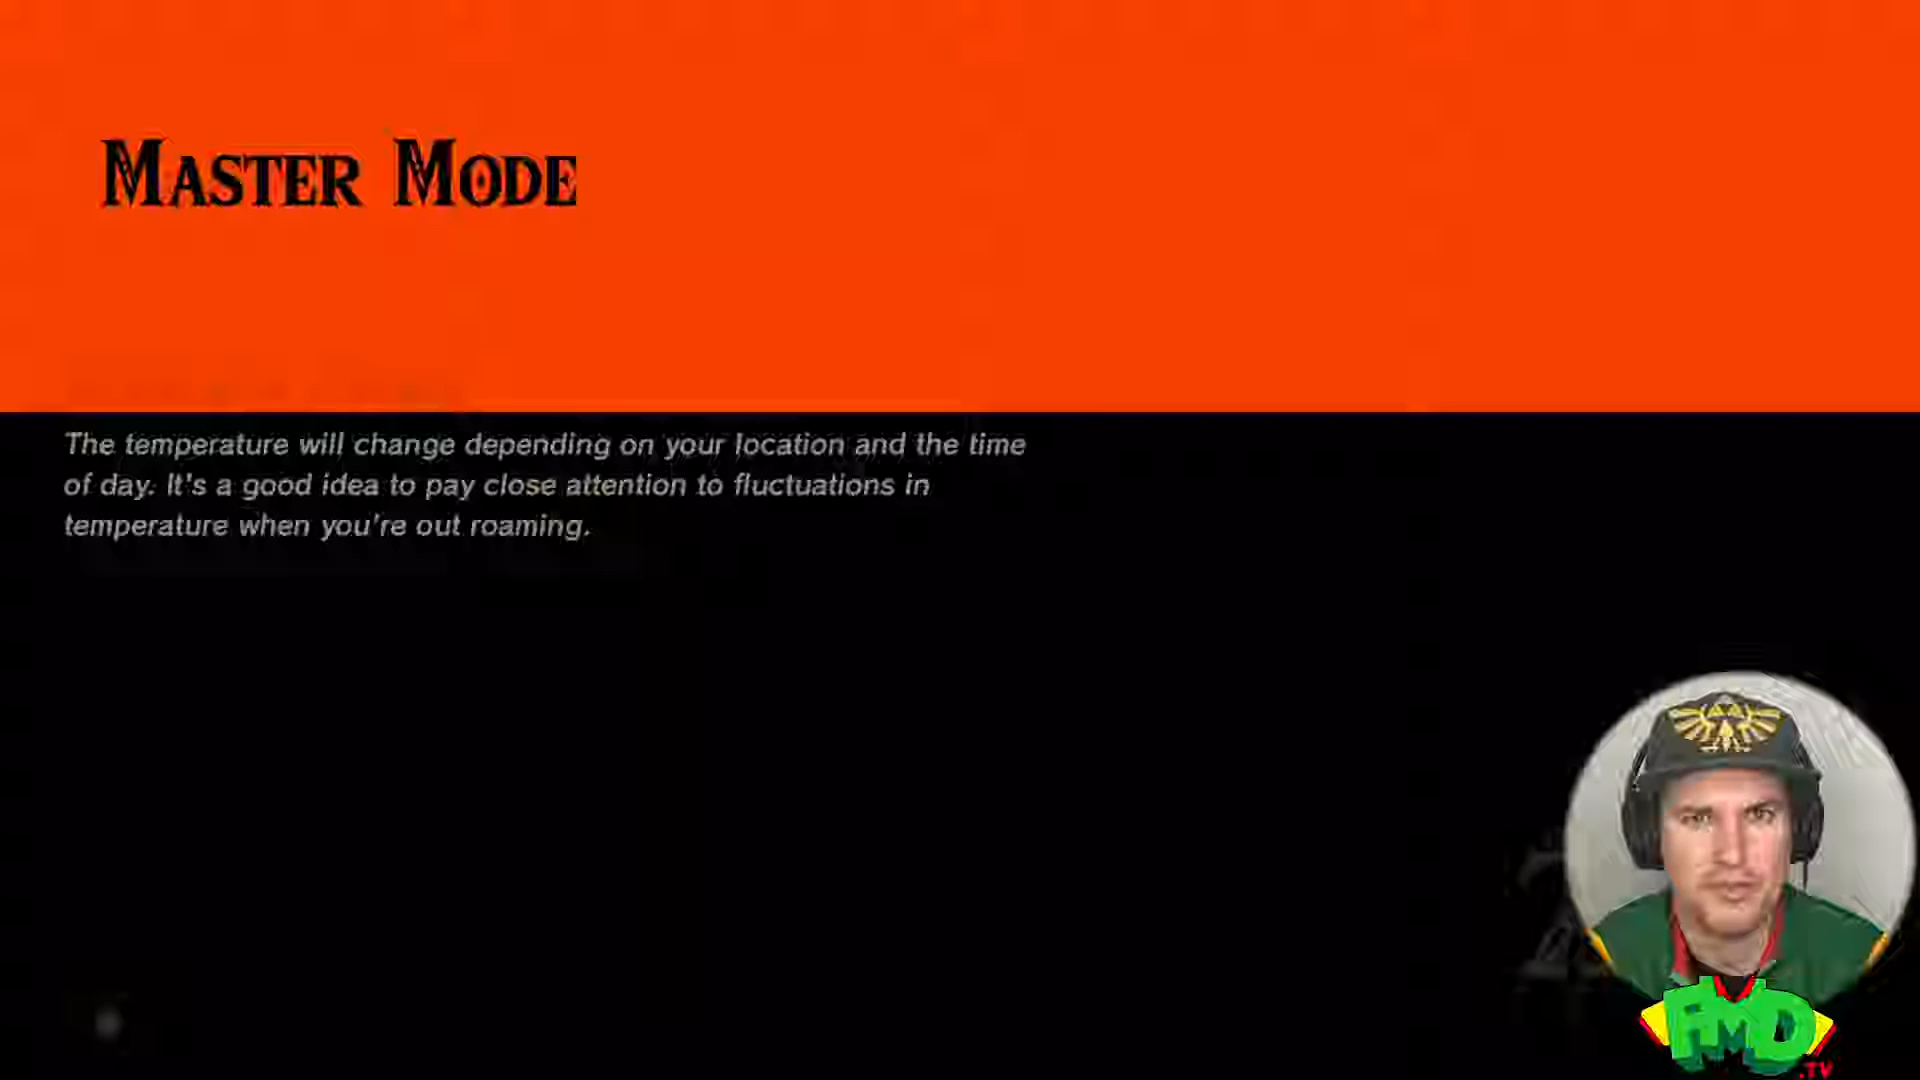 Master Mode
The temperature will change depending on your location and the time
of day. It's a good idea to pay close attention to fluctuations in
temperature when you're out roaming.
FMD
.TV